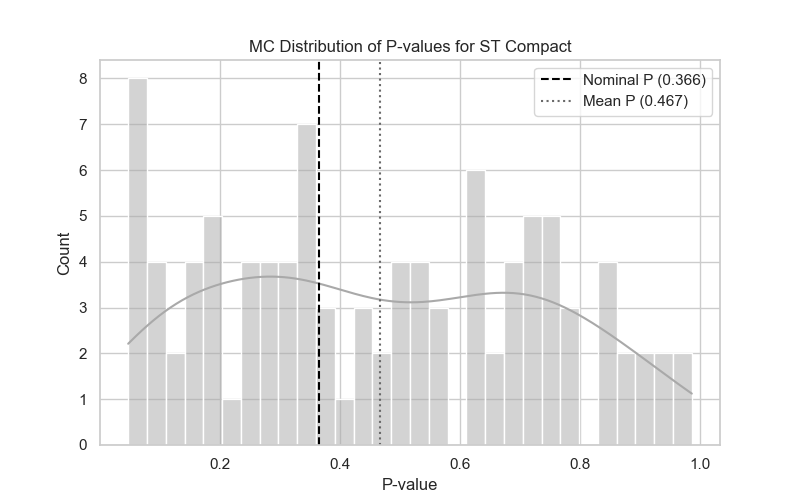 MC Distribution of P-values for ST Compact
Nominal P (0.366)
Mean P (0.467)
Count
8
7
6
5
4
3
2
1
0
0.2 0.4 0.6 0.8 1.0
P-value